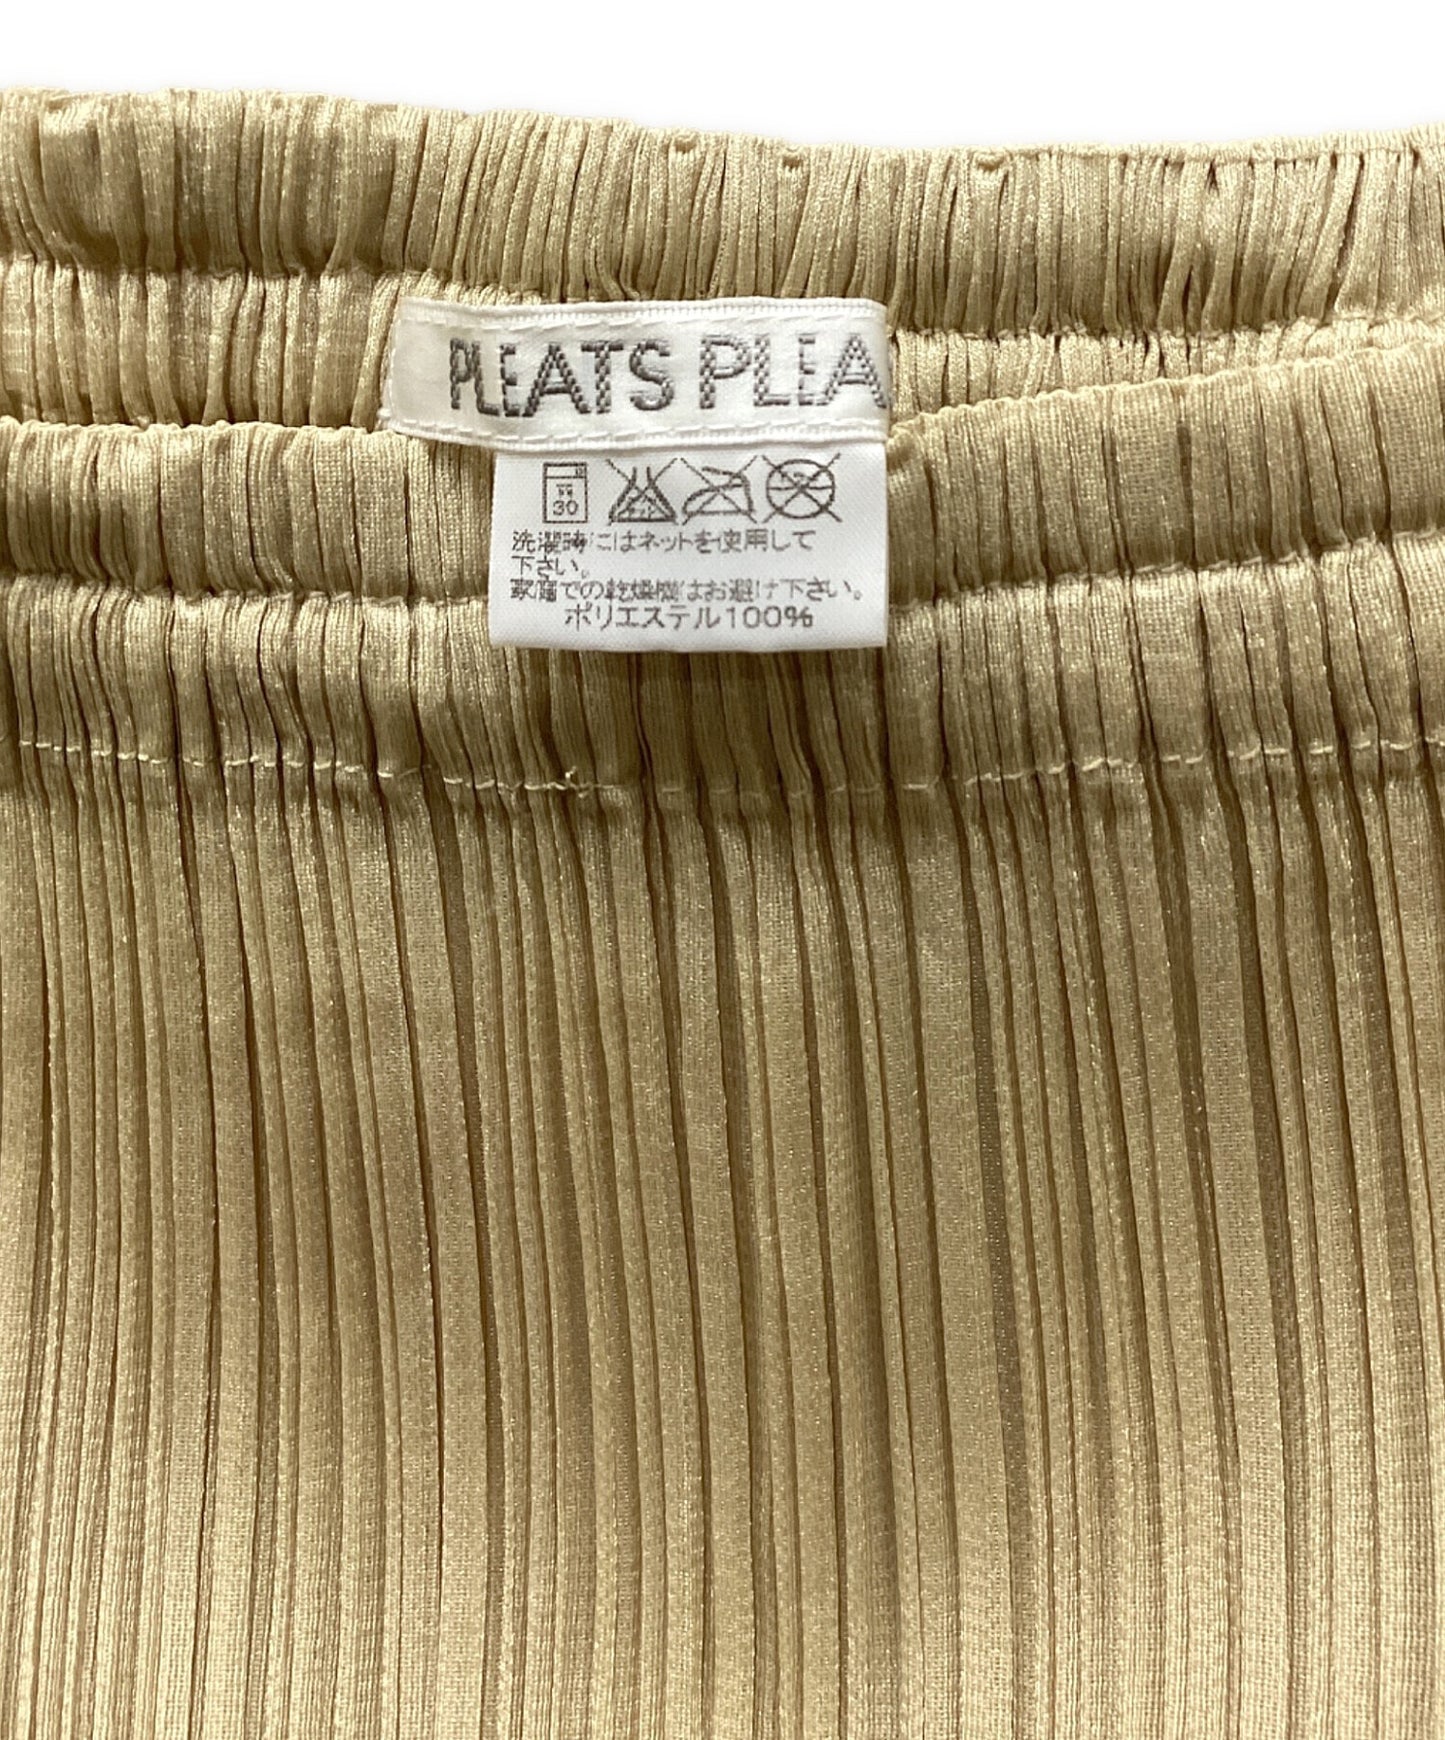 PLEATS PLEA
30
洗濯時にはネットを使用して
下さい。
家庭での乾燥機はお避け下さい。
ポリエステル100%